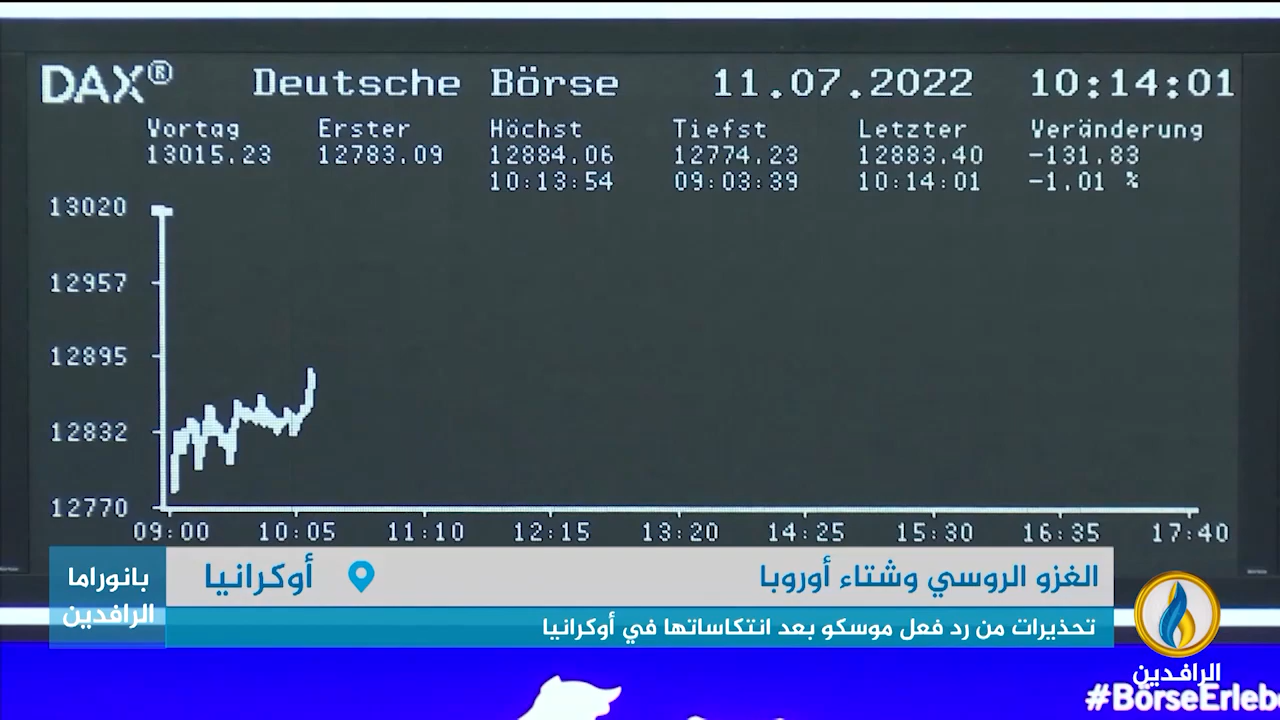 DAX® Deutsche Börse 11.07.2022 10:14:01
Vortag Erster Höchst Tiefst Letzter Veränderung
13015.23 12783.09 12884.06 12774.23 12883.40 -131.83
10:13:54 09:03:39 10:14:01 -1.01 %
13020
12957
12895
12832
12770
09:00 10:05 11:10 12:15 13:20 14:25 15:30 16:35 17:40
الغزو الروسي وشتاء أوروبا
أوكرانيا
تحذيرات من رد فعل موسكو بعد انتكاساتها في أوكرانيا
بانوراما
الرافدين
الرافدين
#BörseErleb